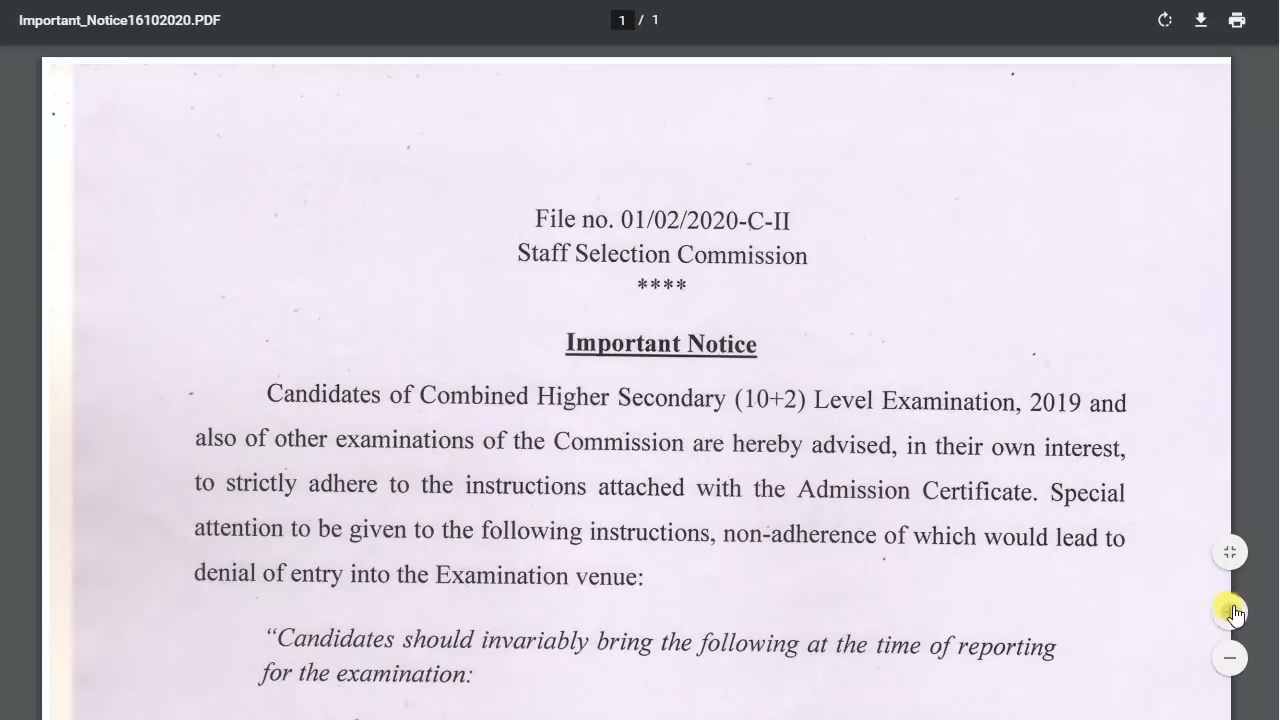 Important_Notice16102020.PDF
1 / 1
File no. 01/02/2020-C-II
Staff Selection Commission
****
Important Notice
Candidates of Combined Higher Secondary (10+2) Level Examination, 2019 and
also of other examinations of the Commission are hereby advised, in their own interest,
to strictly adhere to the instructions attached with the Admission Certificate. Special
attention to be given to the following instructions, non-adherence of which would lead to
denial of entry into the Examination venue:
“Candidates should invariably bring the following at the time of reporting
for the examination: